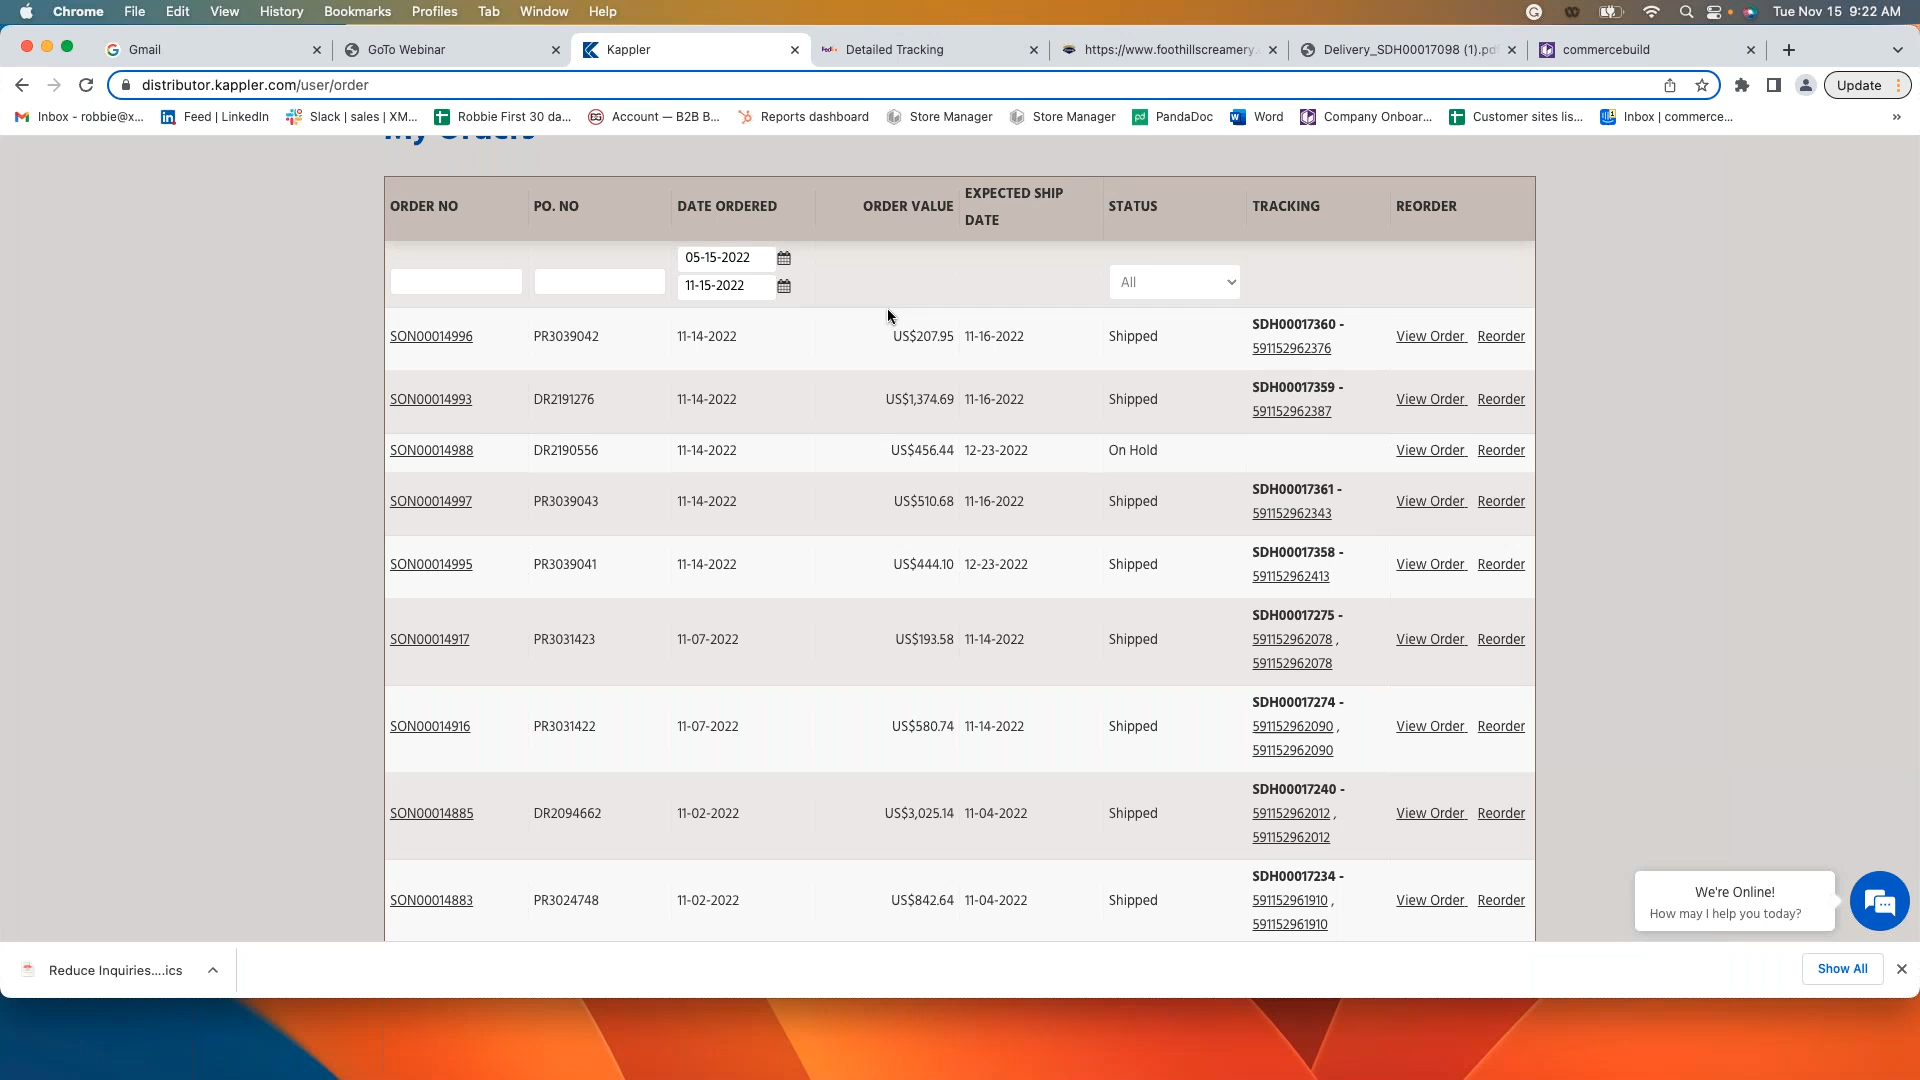 Chrome File Edit View History Bookmarks Profiles Tab Window Help Tue Nov 15 9:22 AM
Gmail GoTo Webinar Kappler Detailed Tracking https://www.foothillscreamery. Delivery_SDH00017098 (1).pdf commercebuild
distributor.kappler.com/user/order Update
Inbox - robbie@x... Feed | LinkedIn Slack | sales | XM... Robbie First 30 da... Account — B2B B... Reports dashboard Store Manager Store Manager PandaDoc Word Company Onboar... Customer sites lis... Inbox | commerce... »
My Orders
ORDER NO PO. NO DATE ORDERED ORDER VALUE EXPECTED SHIP DATE STATUS TRACKING REORDER
05-15-2022
11-15-2022
All
SON00014996 PR3039042 11-14-2022 US$207.95 11-16-2022 Shipped SDH00017360 - 591152962376 View Order Reorder
SON00014993 DR2191276 11-14-2022 US$1,374.69 11-16-2022 Shipped SDH00017359 - 591152962387 View Order Reorder
SON00014988 DR2190556 11-14-2022 US$456.44 12-23-2022 On Hold View Order Reorder
SON00014997 PR3039043 11-14-2022 US$510.68 11-16-2022 Shipped SDH00017361 - 591152962343 View Order Reorder
SON00014995 PR3039041 11-14-2022 US$444.10 12-23-2022 Shipped SDH00017358 - 591152962413 View Order Reorder
SON00014917 PR3031423 11-07-2022 US$193.58 11-14-2022 Shipped SDH00017275 - 591152962078 , 591152962078 View Order Reorder
SON00014916 PR3031422 11-07-2022 US$580.74 11-14-2022 Shipped SDH00017274 - 591152962090 , 591152962090 View Order Reorder
SON00014885 DR2094662 11-02-2022 US$3,025.14 11-04-2022 Shipped SDH00017240 - 591152962012 , 591152962012 View Order Reorder
SON00014883 PR3024748 11-02-2022 US$842.64 11-04-2022 Shipped SDH00017234 - 591152961910 , 591152961910 View Order Reorder
We're Online!
How may I help you today?
Reduce Inquiries....ics Show All